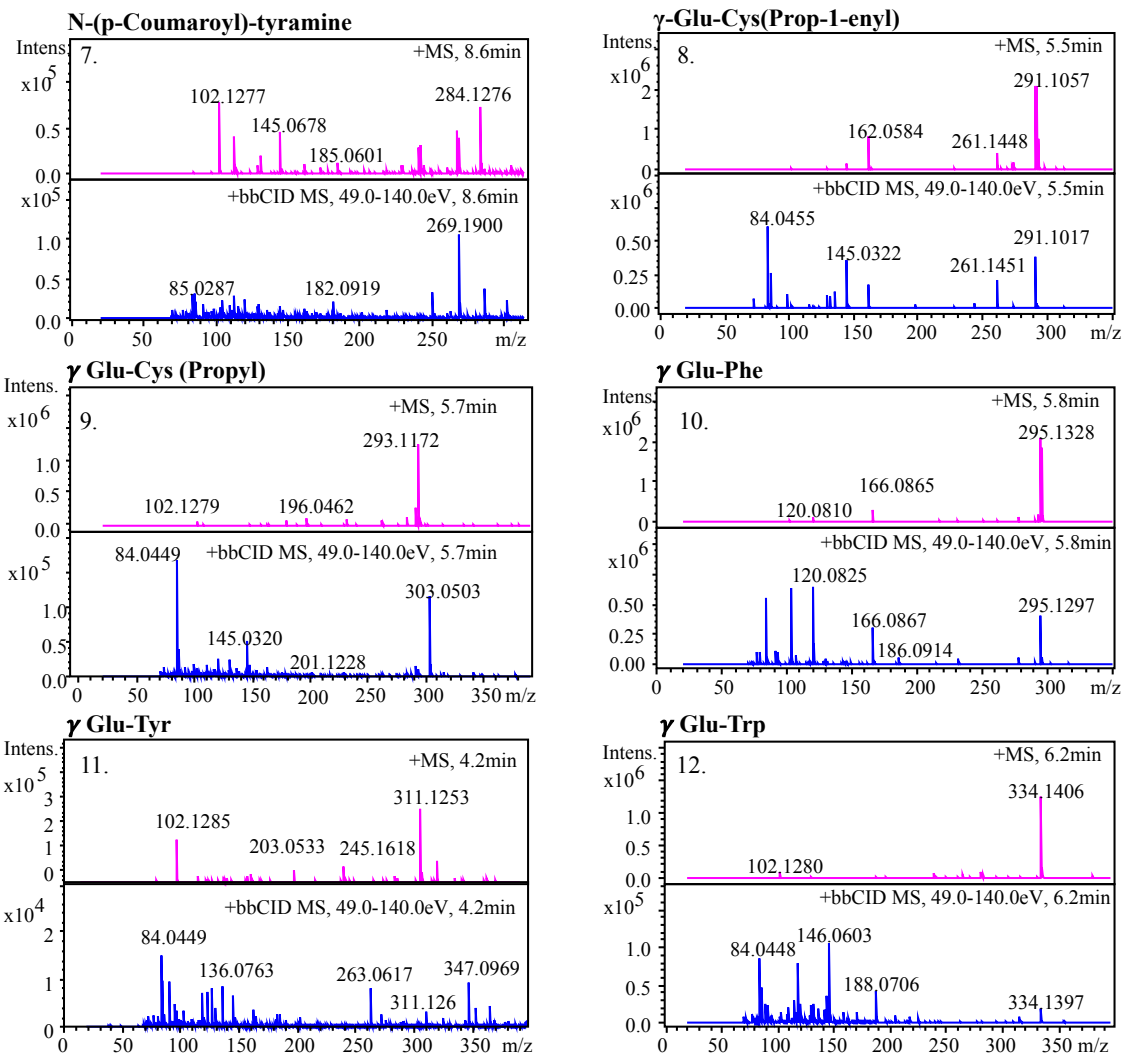 N-(p-Coumaroyl)-tyramine
Intens.
x10^5
7.
+MS, 8.6min
102.1277
145.0678
185.0601
284.1276
0.5
0.0
x10^5
+bbCID MS, 49.0-140.0eV, 8.6min
269.1900
85.0287
182.0919
1.0
0.5
0.0
0 50 100 150 200 250 m/z
γ-Glu-Cys(Prop-1-enyl)
Intens.
x10^6
8.
+MS, 5.5min
291.1057
162.0584
261.1448
2
1
0
x10^6
+bbCID MS, 49.0-140.0eV, 5.5min
84.0455
145.0322
261.1451
291.1017
0.50
0.25
0.00
0 50 100 150 200 250 300 m/z
γ Glu-Cys (Propyl)
Intens.
x10^6
9.
+MS, 5.7min
293.1172
102.1279
196.0462
1.0
0.5
0.0
x10^5
+bbCID MS, 49.0-140.0eV, 5.7min
84.0449
303.0503
145.0320
201.1228
1.0
0.5
0.0
0 50 100 150 200 250 300 350 m/z
γ Glu-Phe
Intens.
x10^6
10.
+MS, 5.8min
295.1328
166.0865
120.0810
2
1
0
x10^6
+bbCID MS, 49.0-140.0eV, 5.8min
120.0825
166.0867
186.0914
295.1297
0.50
0.25
0.00
0 50 100 150 200 250 300 m/z
γ Glu-Tyr
Intens.
x10^5
11.
+MS, 4.2min
311.1253
102.1285
203.0533
245.1618
3
2
1
0
x10^4
+bbCID MS, 49.0-140.0eV, 4.2min
84.0449
136.0763
263.0617
347.0969
311.126
2
1
0
0 50 100 150 200 250 300 350 m/z
γ Glu-Trp
Intens.
x10^6
12.
+MS, 6.2min
334.1406
102.1280
1.0
0.5
0.0
x10^5
+bbCID MS, 49.0-140.0eV, 6.2min
84.0448
146.0603
188.0706
334.1397
1.0
0.5
0.0
0 50 100 150 200 250 300 350 m/z